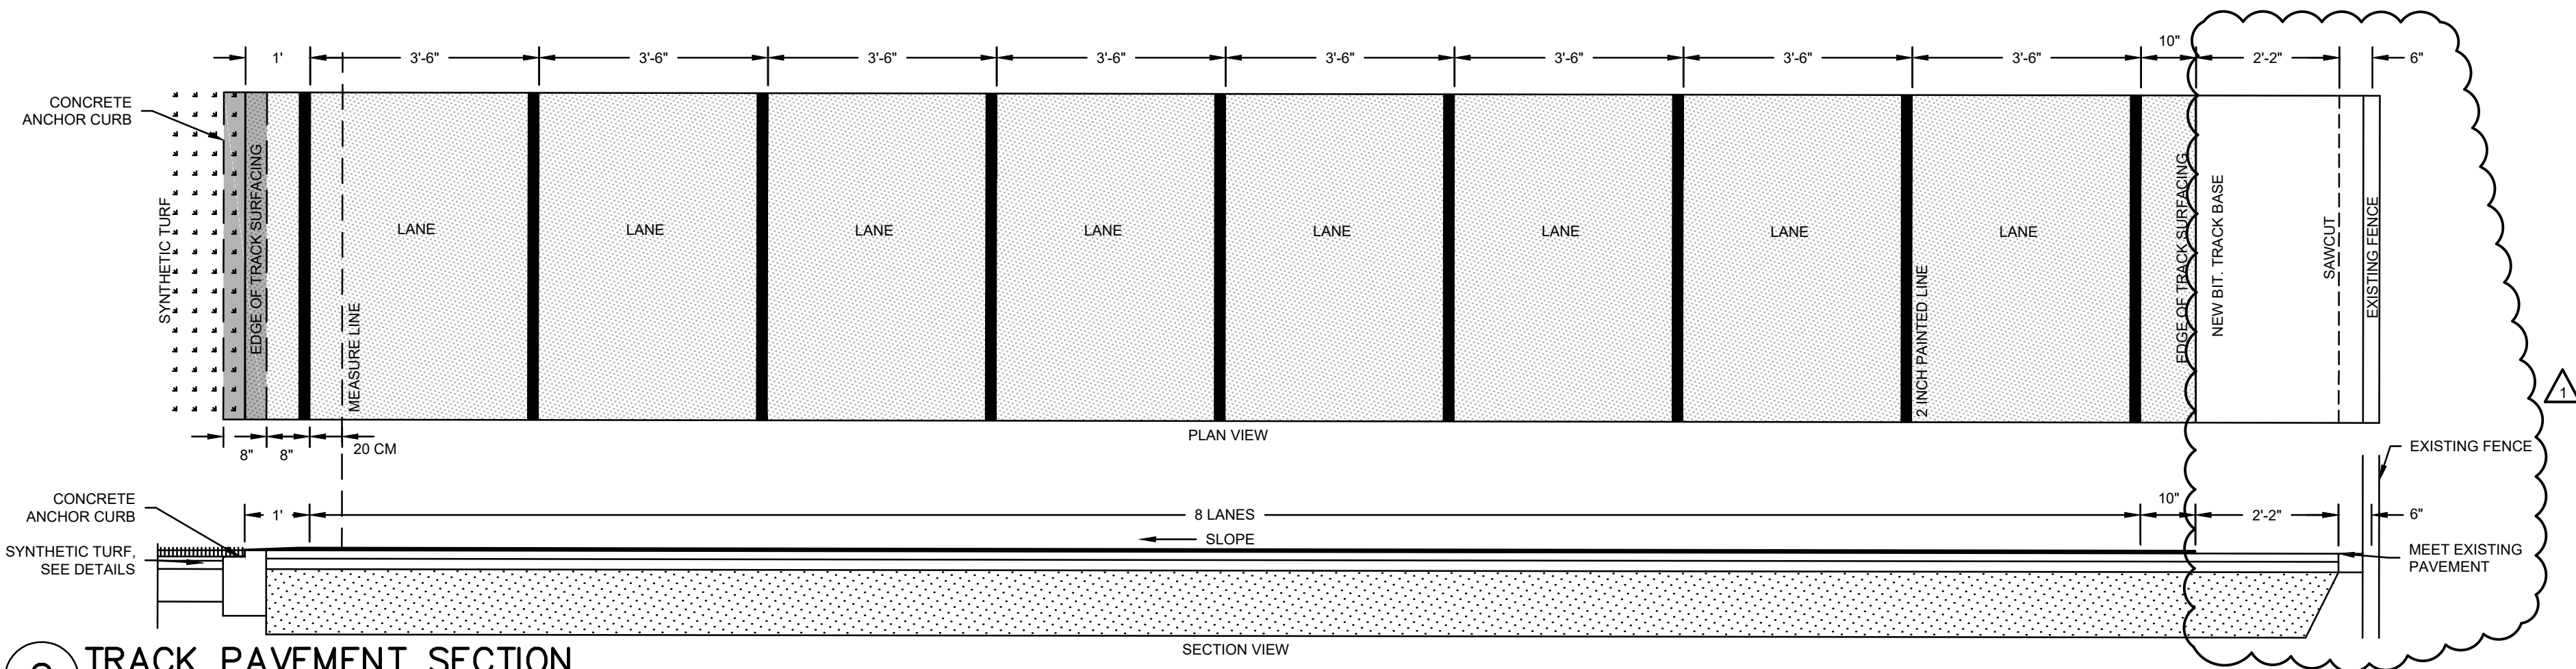 1'
3'-6"
3'-6"
3'-6"
3'-6"
3'-6"
3'-6"
3'-6"
3'-6"
10"
2'-2"
6"
CONCRETE
ANCHOR CURB
SYNTHETIC TURF
EDGE OF TRACK SURFACING
MEASURE LINE
LANE
LANE
LANE
LANE
LANE
LANE
LANE
LANE
2 INCH PAINTED LINE
EDGE OF TRACK SURFACING
NEW BIT. TRACK BASE
SAWCUT
EXISTING FENCE
1
8"
8"
20 CM
PLAN VIEW
EXISTING FENCE
CONCRETE
ANCHOR CURB
1'
8 LANES
10"
2'-2"
6"
SLOPE
SYNTHETIC TURF,
SEE DETAILS
MEET EXISTING
PAVEMENT
SECTION VIEW
TRACK PAVEMENT SECTION